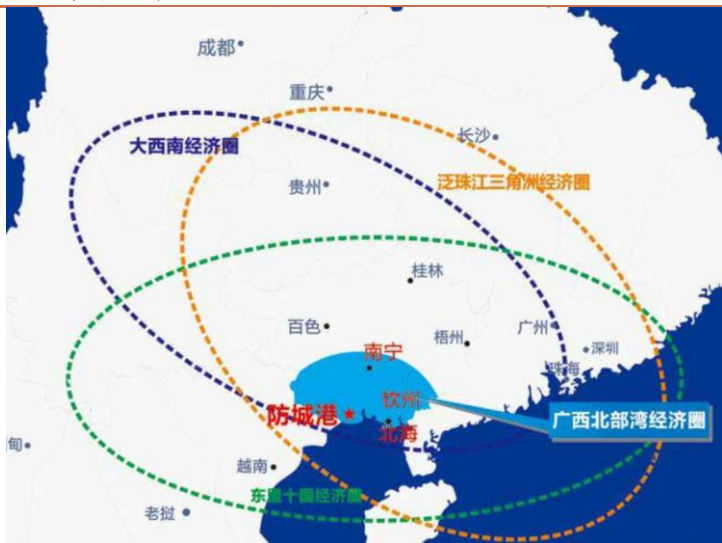 成都
重庆
长沙
大西南经济圈
泛珠江三角洲经济圈
贵州
桂林
百色
梧州
广州
深圳
南宁
珠海
钦州
防城港
北海
广西北部湾经济圈
甸
越南
东盟十国经济圈
老挝